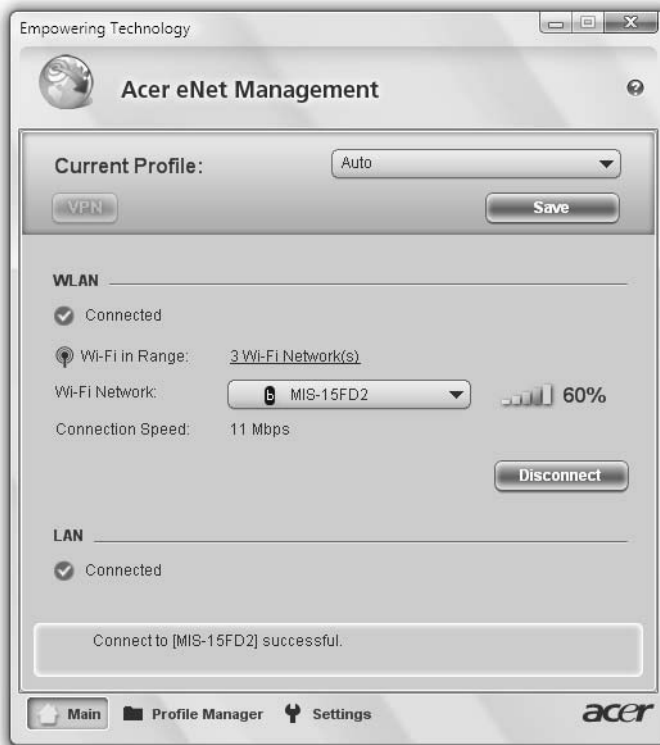 Empowering Technology
Acer eNet Management
Current Profile: Auto
VPN Save
WLAN
Connected
Wi-Fi in Range: 3 Wi-Fi Network(s)
Wi-Fi Network: b MIS-15FD2 60%
Connection Speed: 11 Mbps
Disconnect
LAN
Connected
Connect to [MIS-15FD2] successful.
Main Profile Manager Settings acer